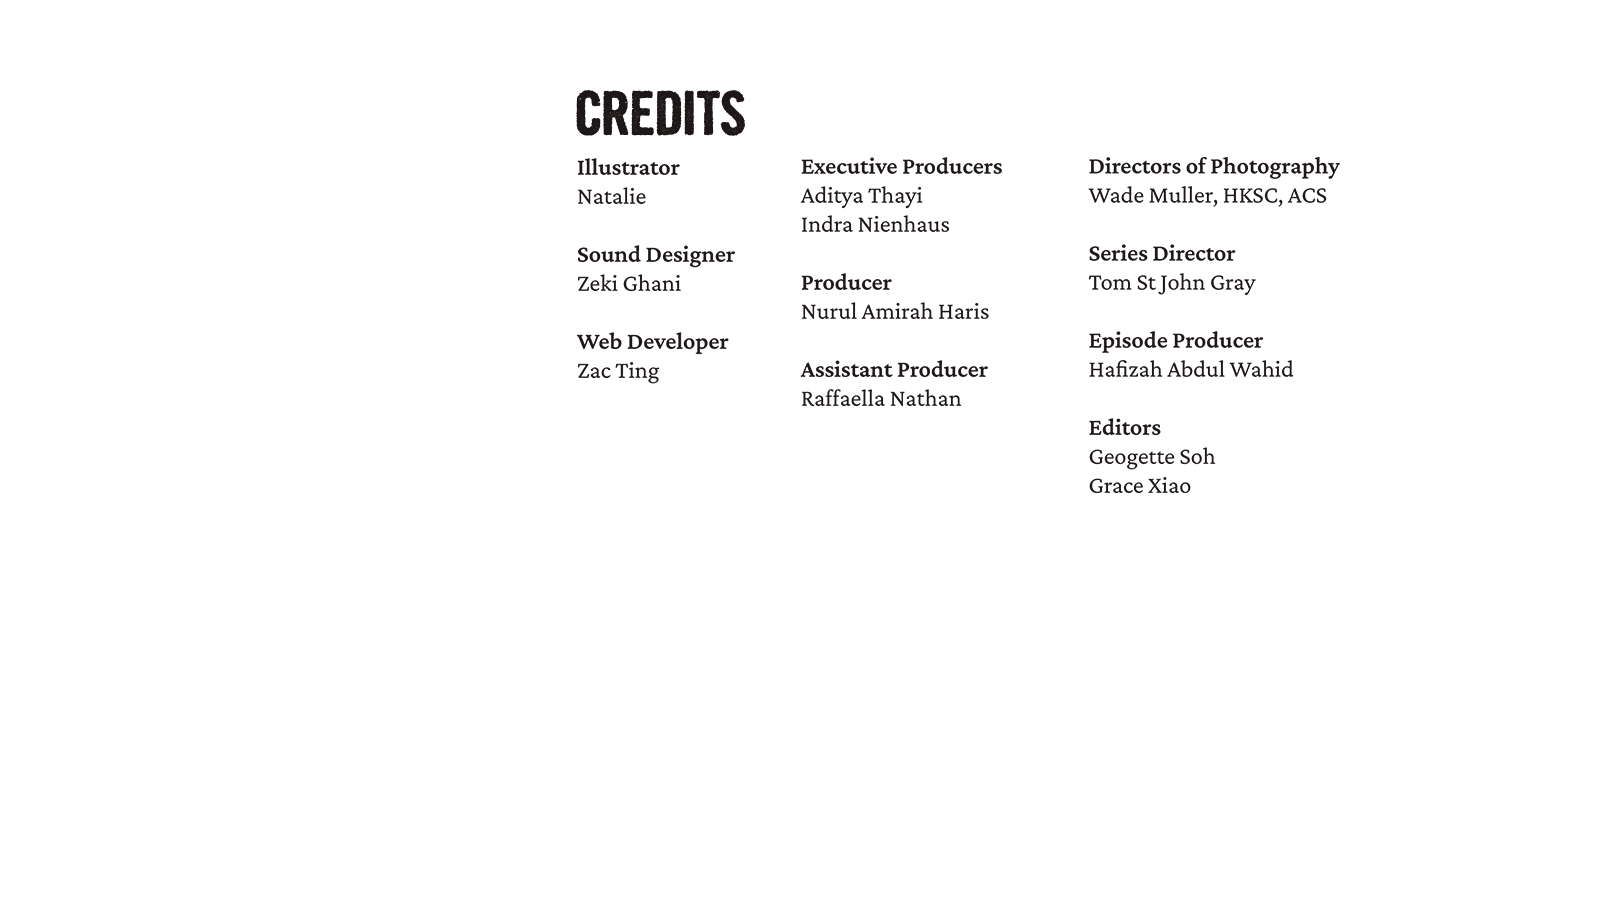 CREDITS
Illustrator
Natalie
Sound Designer
Zeki Ghani
Web Developer
Zac Ting
Executive Producers
Aditya Thayi
Indra Nienhaus
Producer
Nurul Amirah Haris
Assistant Producer
Raffaella Nathan
Directors of Photography
Wade Muller, HKSC, ACS
Series Director
Tom St John Gray
Episode Producer
Hafizah Abdul Wahid
Editors
Geogette Soh
Grace Xiao